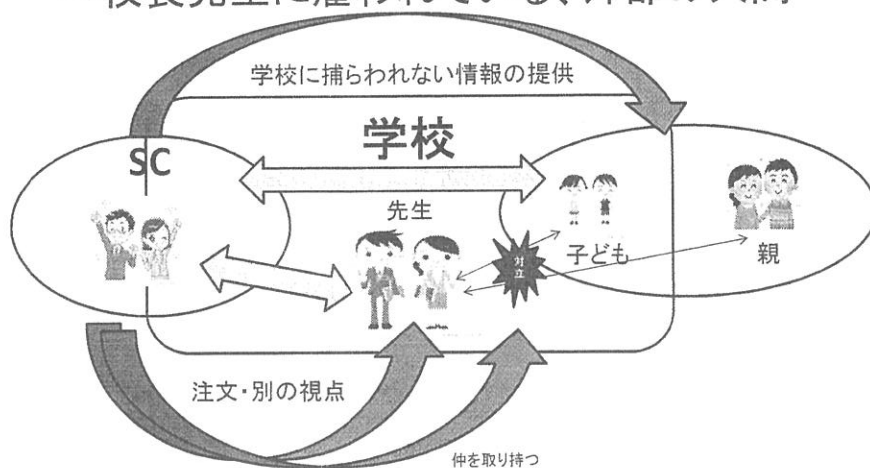 学校に捕らわれない情報の提供
学校
SC
先生
対立
子ども
親
注文・別の視点
仲を取り持つ